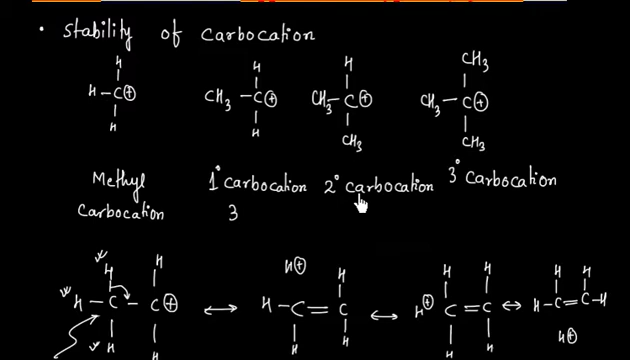 • Stability of Carbocation
H H H CH3
H-C⊕ CH3-C⊕ CH3-C⊕ CH3-C⊕
H H CH3 CH3
Methyl Carbocation
1° Carbocation
3
2° Carbocation
3° Carbocation
H H
H-C-C⊕
H H
↔
H⊕ H
H-C=C
H H
↔
H H
H⊕ C=C
H H
↔
H H
H-C=C-H
H⊕